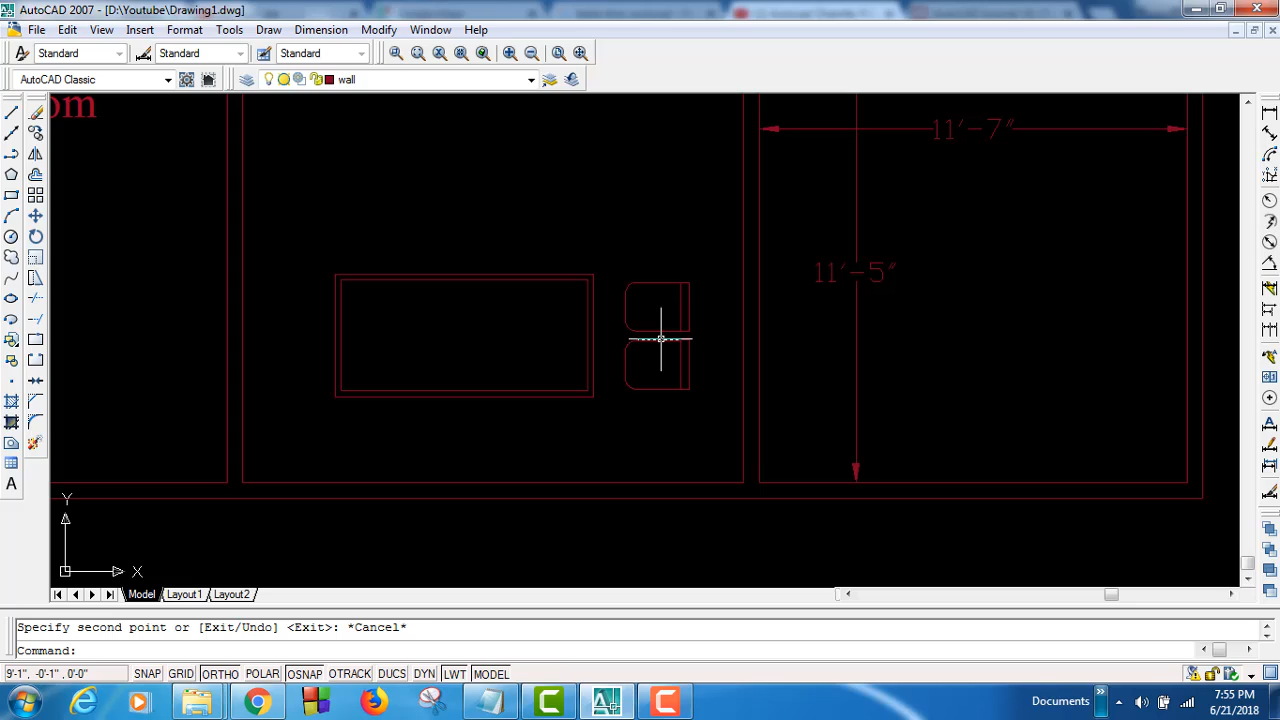 AutoCAD 2007 - [D:\Youtube\Drawing1.dwg]
File Edit View Insert Format Tools Draw Dimension Modify Window Help
Standard Standard Standard
AutoCAD Classic wall
om
11'-7"
11'-5"
Y
X
Model Layout1 Layout2
Specify second point or [Exit/Undo] <Exit>: *Cancel*
Command:
9'-1", -0'-1", 0'-0" SNAP GRID ORTHO POLAR OSNAP OTRACK DUCS DYN LWT MODEL
Documents 7:55 PM
6/21/2018